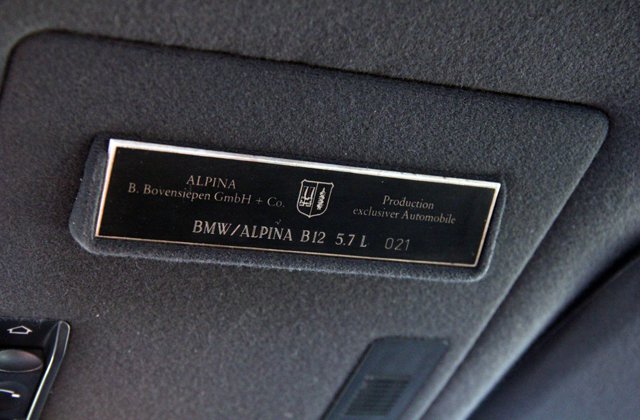 ALPINA
B. Bovensiepen GmbH + Co.
Production
exclusiver Automobile
BMW/ALPINA B12 5.7 L 021